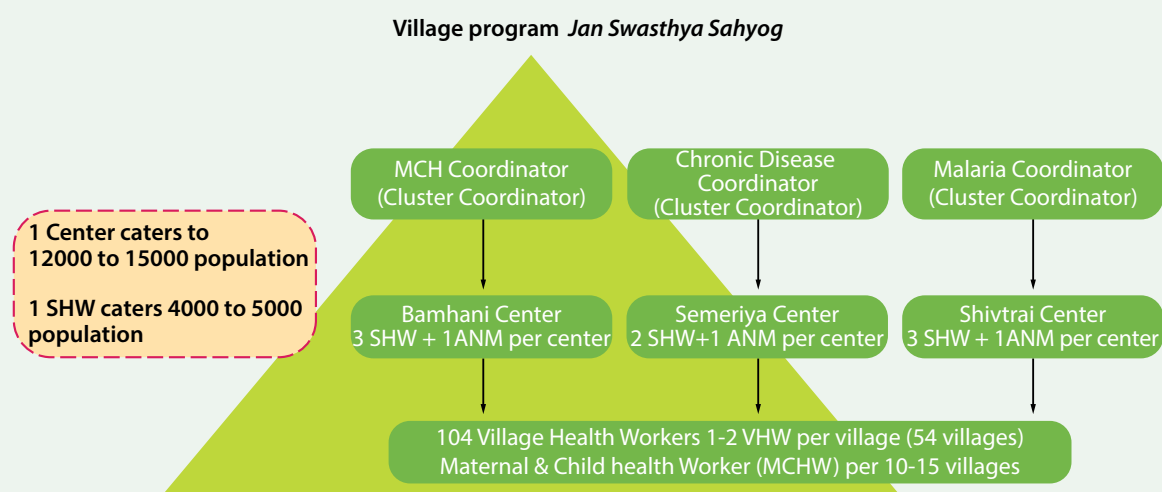 Village program Jan Swasthya Sahyog
MCH Coordinator
(Cluster Coordinator)
Chronic Disease
Coordinator
(Cluster Coordinator)
Malaria Coordinator
(Cluster Coordinator)
1 Center caters to
12000 to 15000 population
1 SHW caters 4000 to 5000
population
Bamhani Center
3 SHW + 1ANM per center
Semeriya Center
2 SHW+1 ANM per center
Shivtrai Center
3 SHW + 1ANM per center
104 Village Health Workers 1-2 VHW per village (54 villages)
Maternal & Child health Worker (MCHW) per 10-15 villages